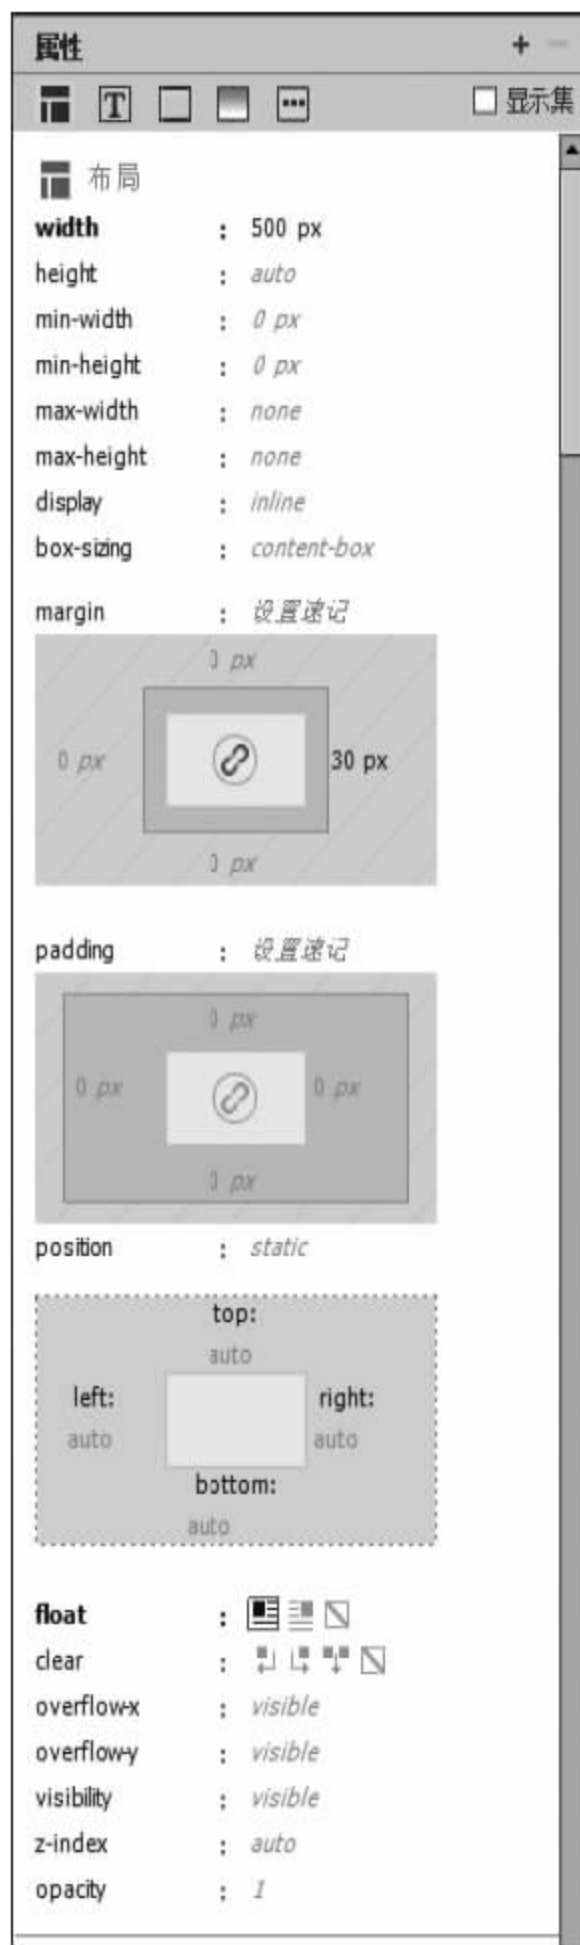 属性
T
显示集
布局
width : 500 px
height : auto
min-width : 0 px
min-height : 0 px
max-width : none
max-height : none
display : inline
box-sizing : content-box
margin : 设置速记
0 px
0 px 30 px
0 px
padding : 设置速记
0 px
0 px 0 px
0 px
position : static
top:
auto
left: right:
auto auto
bottom:
auto
float :
clear :
overflow-x : visible
overflow-y : visible
visibility : visible
z-index : auto
opacity : 1